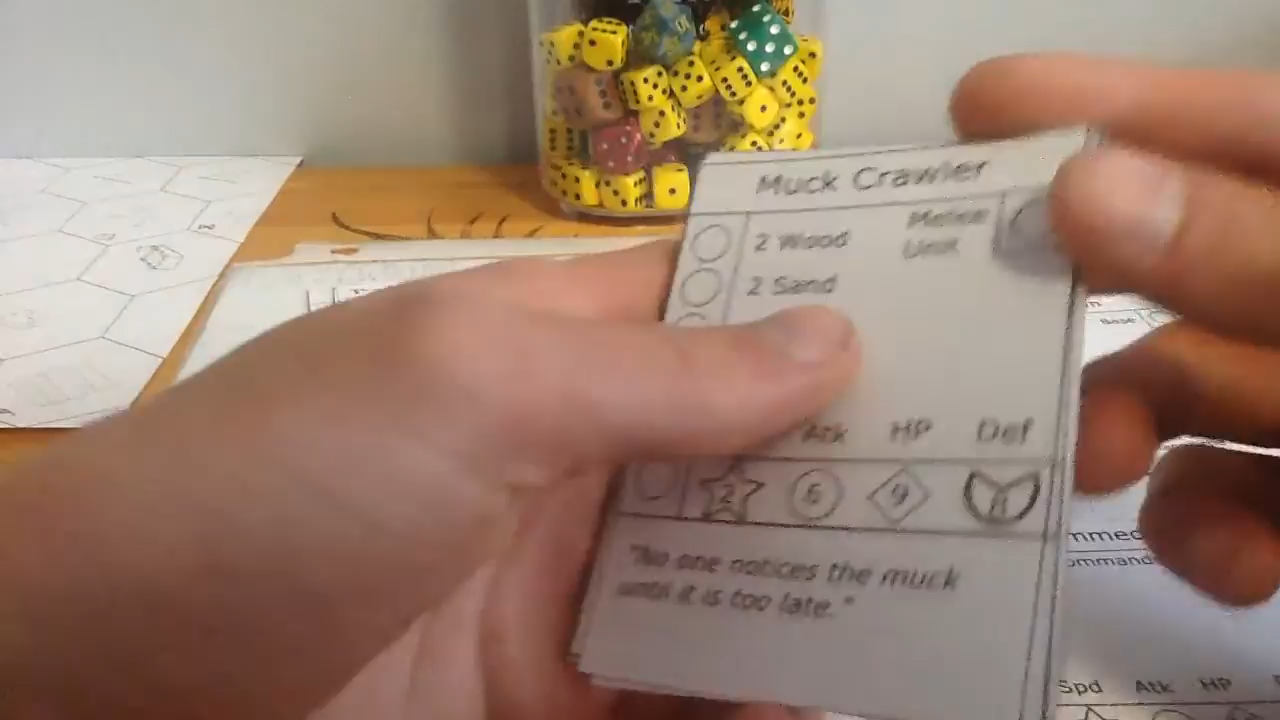 Muck Crawler
2 Wood
Melee
Unit
2 Sand
Atk HP Def
2 6 9
"No one notices the muck
until it is too late."
Base
Spd Atk HP